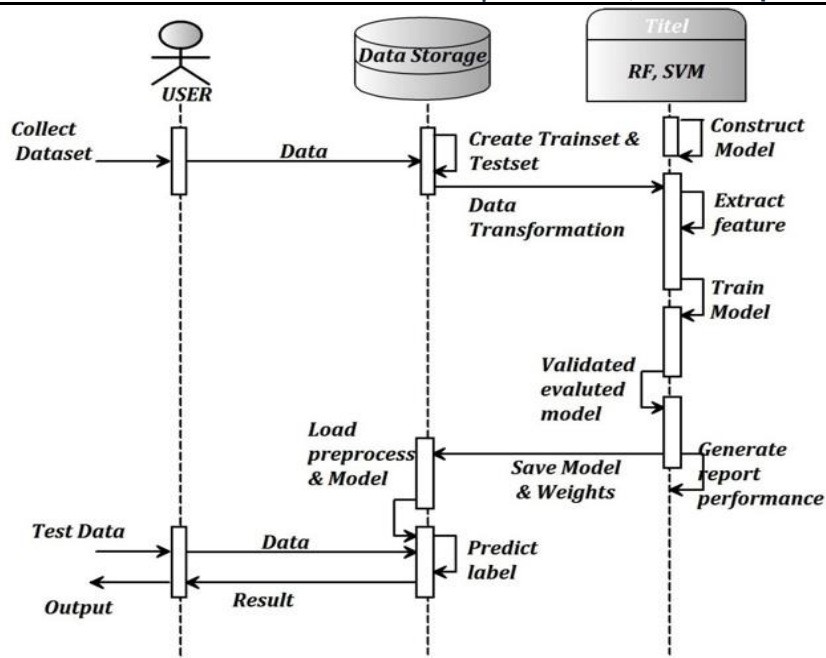 Titel
Data Storage
RF, SVM
USER
Collect
Dataset
Data
Create Trainset &
Testset
Construct
Model
Data
Transformation
Extract
feature
Train
Model
Validated
evaluted
model
Load
preprocess
& Model
Save Model
& Weights
Generate
report
performance
Test Data
Data
Predict
label
Output
Result